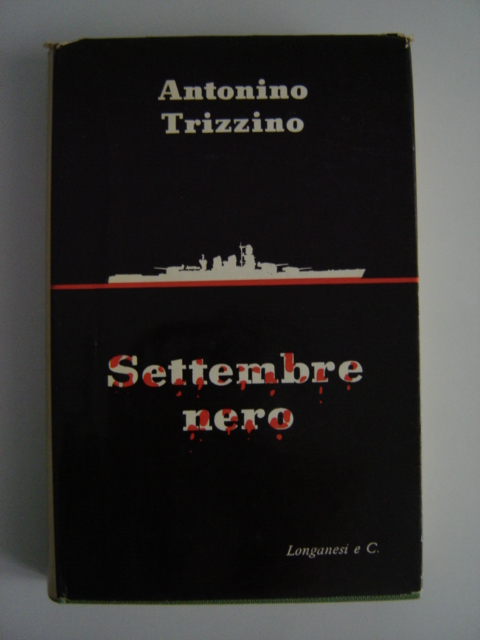 Antonino
Trizzino
Settembre
nero
Longanesi e C.